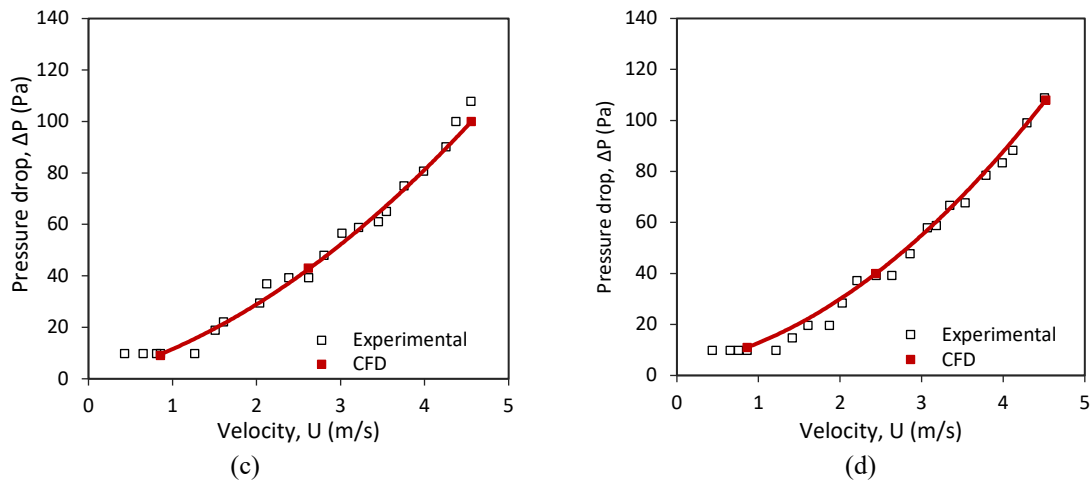 140
120
100
80
60
40
20
0
Pressure drop, ΔP (Pa)
Experimental
CFD
0 1 2 3 4 5
Velocity, U (m/s)
(c)
140
120
100
80
60
40
20
0
Pressure drop, ΔP (Pa)
Experimental
CFD
0 1 2 3 4 5
Velocity, U (m/s)
(d)